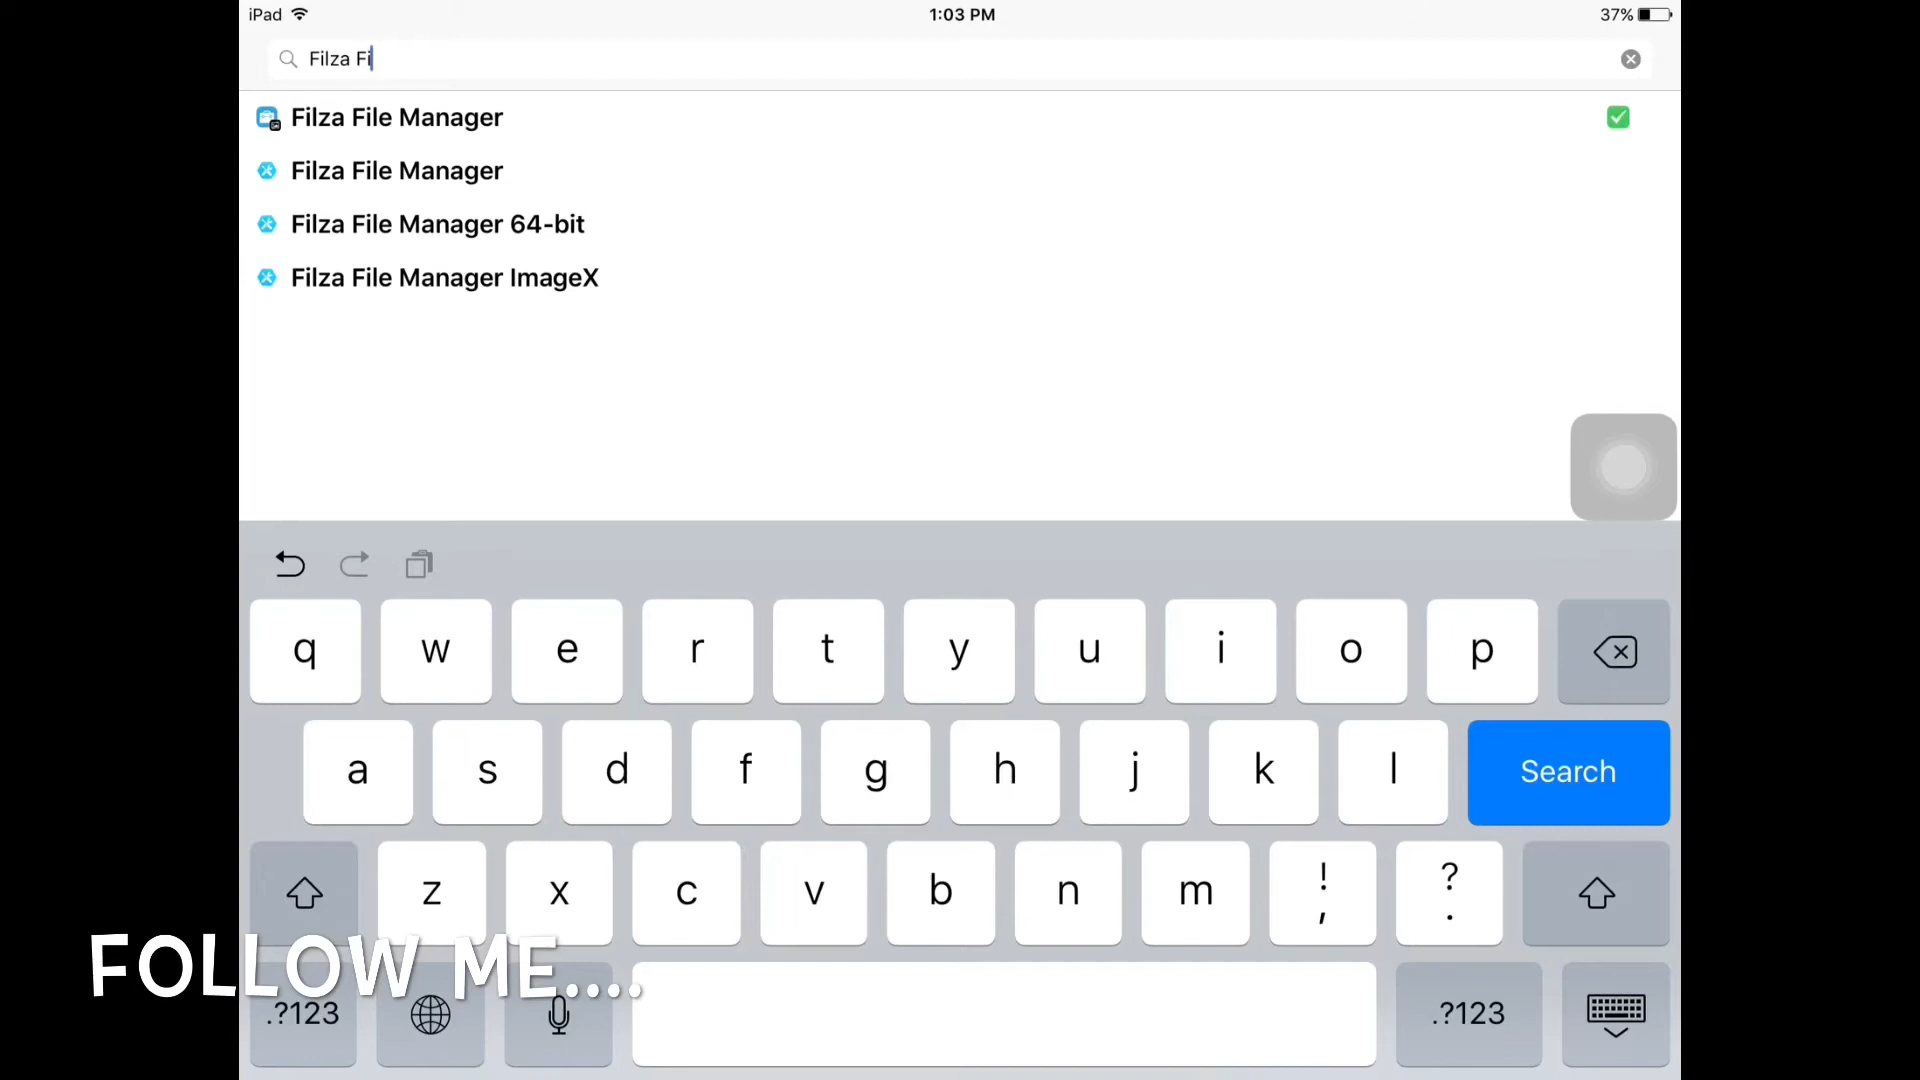 iPad 1:03 PM 37%
Filza Fi
Filza File Manager
Filza File Manager
Filza File Manager 64-bit
Filza File Manager ImageX
q w e r t y u i o p
a s d f g h j k l Search
z x c v b n m ! , ? .
FOLLOW ME....
.?123 .?123